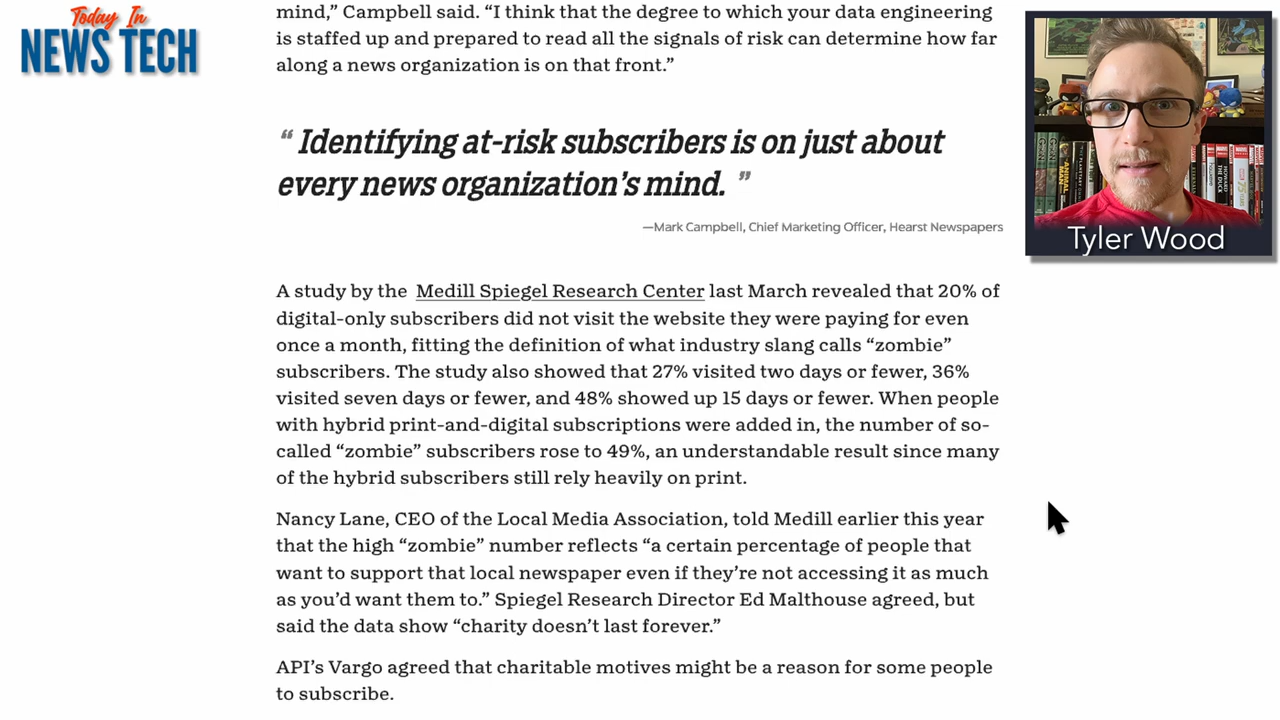 Today In
NEWS TECH
mind,” Campbell said. “I think that the degree to which your data engineering
is staffed up and prepared to read all the signals of risk can determine how far
along a news organization is on that front.”
“ Identifying at-risk subscribers is on just about
every news organization’s mind. ”
—Mark Campbell, Chief Marketing Officer, Hearst Newspapers
A study by the Medill Spiegel Research Center last March revealed that 20% of
digital-only subscribers did not visit the website they were paying for even
once a month, fitting the definition of what industry slang calls “zombie”
subscribers. The study also showed that 27% visited two days or fewer, 36%
visited seven days or fewer, and 48% showed up 15 days or fewer. When people
with hybrid print-and-digital subscriptions were added in, the number of so-
called “zombie” subscribers rose to 49%, an understandable result since many
of the hybrid subscribers still rely heavily on print.
Nancy Lane, CEO of the Local Media Association, told Medill earlier this year
that the high “zombie” number reflects “a certain percentage of people that
want to support that local newspaper even if they’re not accessing it as much
as you’d want them to.” Spiegel Research Director Ed Malthouse agreed, but
said the data show “charity doesn’t last forever.”
API’s Vargo agreed that charitable motives might be a reason for some people
to subscribe.
ANIMAL MAN
HOWARD THE DUCK
Tyler Wood